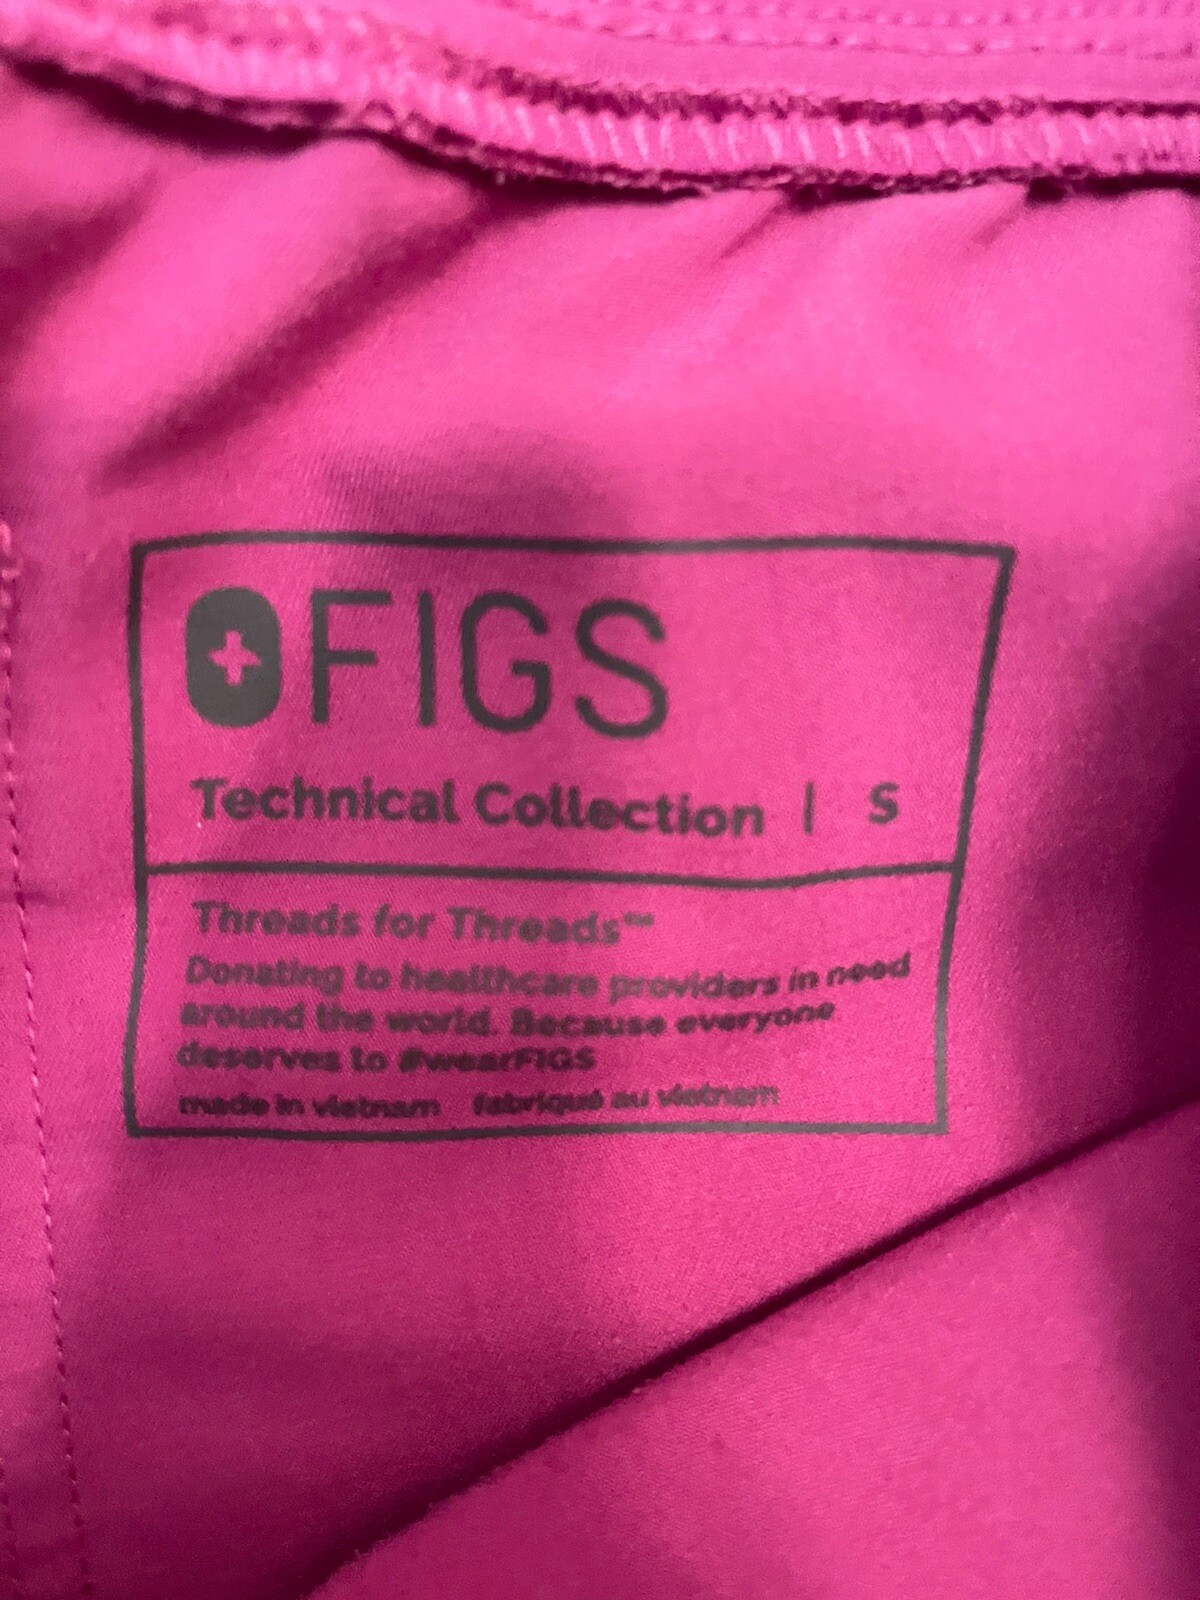 FIGS
Technical Collection | S
Threads for Threads™
Donating to healthcare providers in need
around the world. Because everyone
deserves to #wearFIGS
made in vietnam fabriqué au vietnam